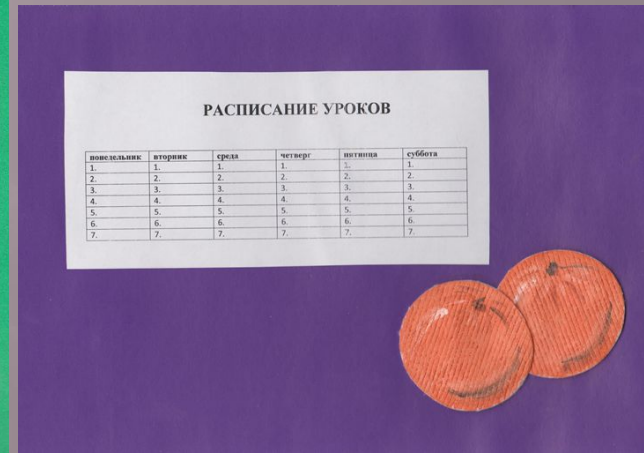 РАСПИСАНИЕ УРОКОВ
понедельник вторник среда четверг пятница суббота
1. 1. 1. 1. 1. 1.
2. 2. 2. 2. 2. 2.
3. 3. 3. 3. 3. 3.
4. 4. 4. 4. 4. 4.
5. 5. 5. 5. 5. 5.
6. 6. 6. 6. 6. 6.
7. 7. 7. 7. 7. 7.